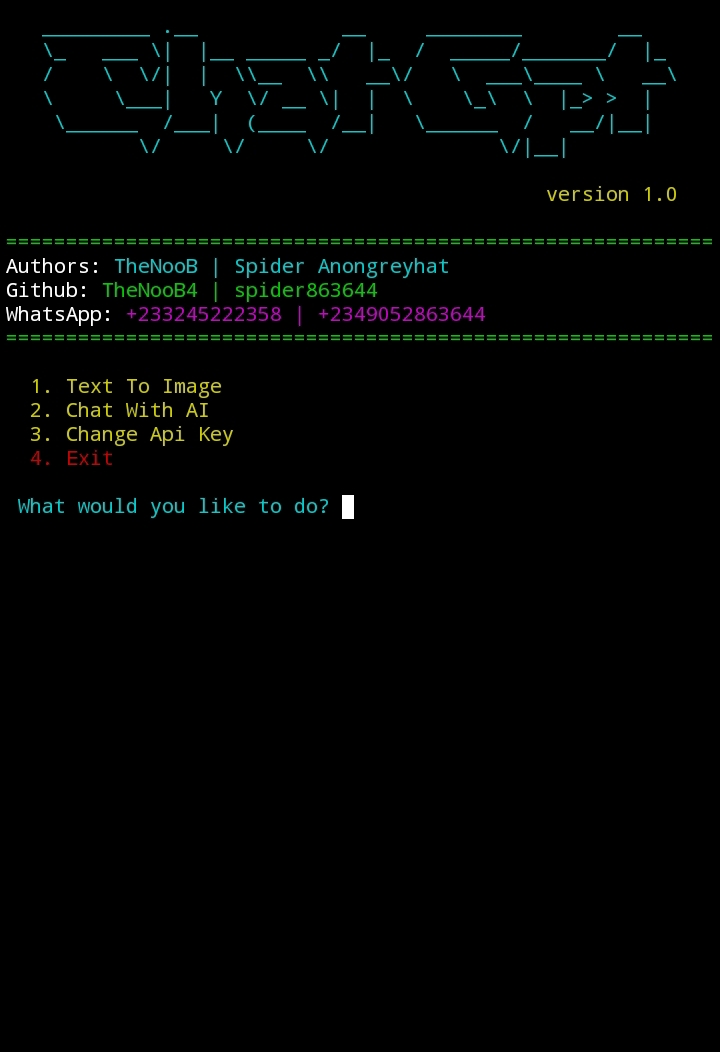 ChatGpt
version 1.0
==========================================================
Authors: TheNooB | Spider Anongreyhat
Github: TheNooB4 | spider863644
WhatsApp: +233245222358 | +2349052863644
==========================================================
1. Text To Image
2. Chat With AI
3. Change Api Key
4. Exit
What would you like to do?